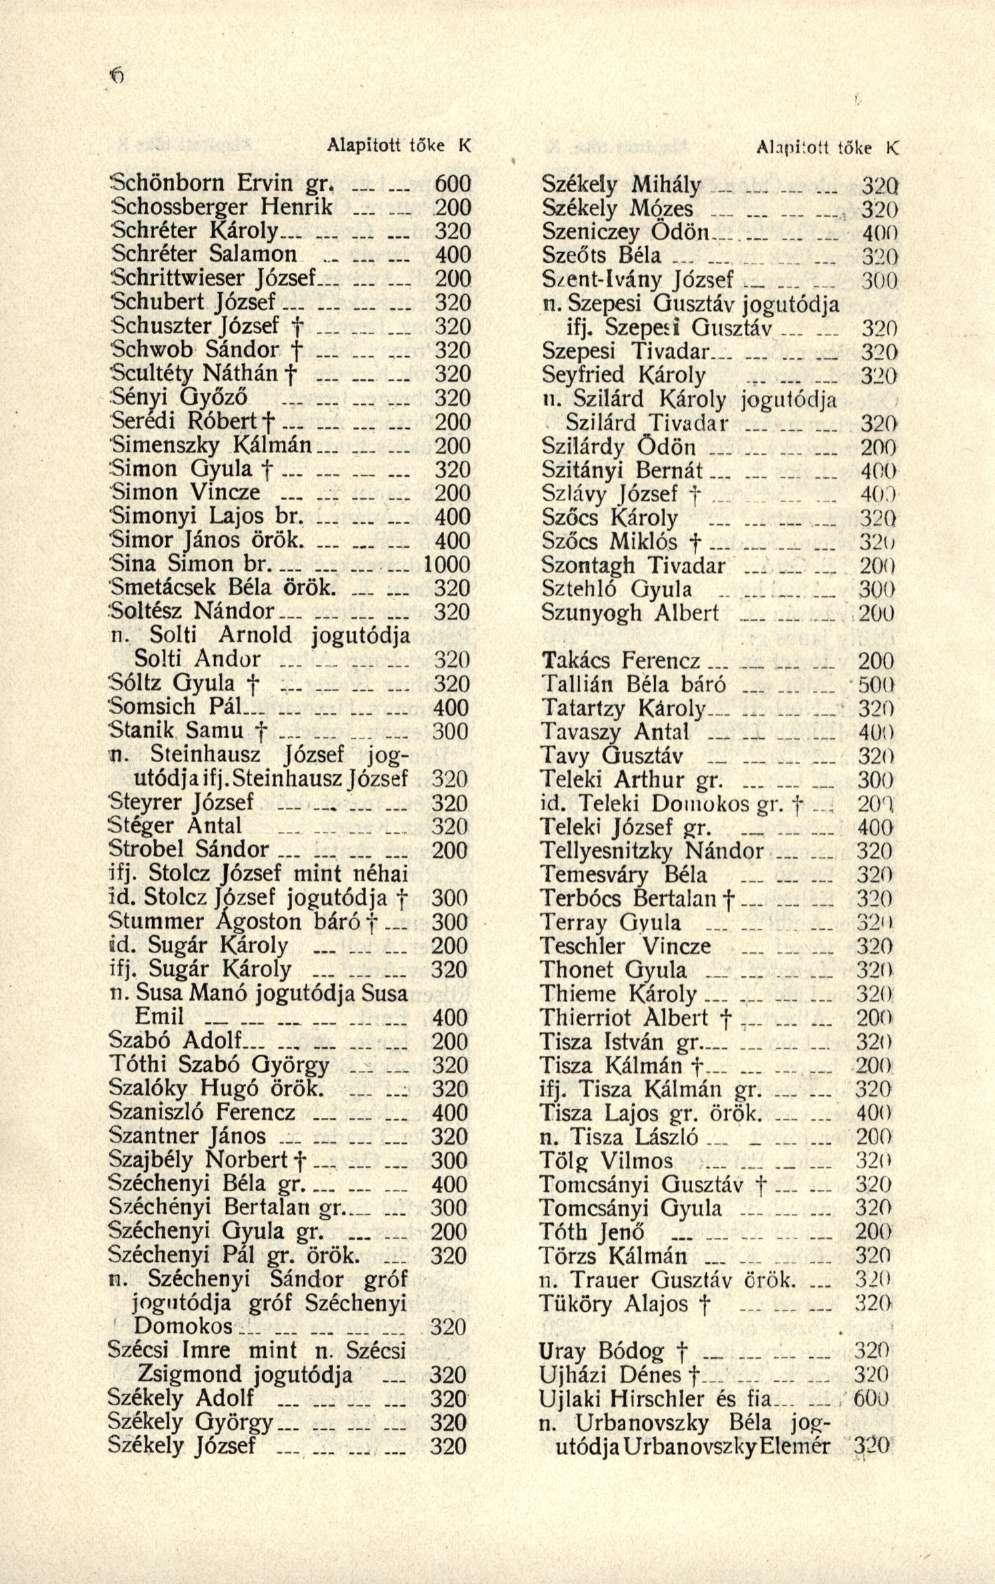 6
Alapított tőke K
Schönborn Ervin gr. 600
Schossberger Henrik 200
Schréter Károly 320
Schréter Salamon 400
Schrittwieser József 200
Schubert József 320
Schuszter József † 320
Schwob Sándor † 320
Scultéty Náthán † 320
Sényi Győző 320
Serédi Róbert † 200
Simenszky Kálmán 200
Simon Gyula † 320
Simon Vincze 200
Simonyi Lajos br. 400
Simor János örök. 400
Sina Simon br. 1000
Smetácsek Béla örök. 320
Soltész Nándor 320
n. Solti Arnold jogutódja
Solti Andor 320
Sóltz Gyula † 320
Somsich Pál 400
Stanik Samu † 300
n. Steinhausz József jog-
utódja ifj. Steinhausz József 320
Steyrer József 320
Stéger Antal 320
Strobel Sándor 200
ifj. Stolcz József mint néhai
id. Stolcz József jogutódja † 300
Stummer Ágoston báró † 300
id. Sugár Károly 200
ifj. Sugár Károly 320
n. Susa Manó jogutódja Susa
Emil 400
Szabó Adolf 200
Tóthi Szabó György 320
Szalóky Hugó örök. 320
Szaniszló Ferencz 400
Szantner János 320
Szajbély Norbert † 300
Széchenyi Béla gr. 400
Széchényi Bertalan gr. 300
Széchenyi Gyula gr. 200
Széchenyi Pál gr. örök. 320
n. Széchenyi Sándor gróf
jogutódja gróf Széchenyi
Domokos 320
Szécsi Imre mint n. Szécsi
Zsigmond jogutódja 320
Székely Adolf 320
Székely György 320
Székely József 320
Alapított tőke K
Székely Mihály 320
Székely Mózes 320
Szeniczey Ödön 400
Szeőts Béla 320
Szent-Ivány József 300
n. Szepesi Gusztáv jogutódja
ifj. Szepesi Gusztáv 320
Szepesi Tivadar 320
Seyfried Károly 320
n. Szilárd Károly jogutódja
Szilárd Tivadar 320
Szilárdy Ödön 200
Szitányi Bernát 400
Szlávy József † 400
Szőcs Károly 320
Szőcs Miklós † 320
Szontagh Tivadar 200
Sztehló Gyula 300
Szunyogh Albert 200
Takács Ferencz 200
Tallián Béla báró 500
Tatartzy Károly 320
Tavaszy Antal 400
Tavy Gusztáv 320
Teleki Arthur gr. 300
id. Teleki Domokos gr. † 200
Teleki József gr. 400
Tellyesnitzky Nándor 320
Temesváry Béla 320
Terbócs Bertalan † 320
Terray Gyula 320
Teschler Vincze 320
Thonet Gyula 320
Thieme Károly 320
Thierriot Albert † 200
Tisza István gr. 320
Tisza Kálmán † 200
ifj. Tisza Kálmán gr. 320
Tisza Lajos gr. örök. 400
n. Tisza László 200
Tölg Vilmos 320
Tomcsányi Gusztáv † 320
Tomcsányi Gyula 320
Tóth Jenő 200
Törzs Kálmán 320
n. Trauer Gusztáv örök. 320
Tüköry Alajos † 320
Uray Bódog † 320
Ujházi Dénes † 320
Ujlaki Hirschler és fia 600
n. Urbanovszky Béla jog-
utódja Urbanovszky Elemér 320